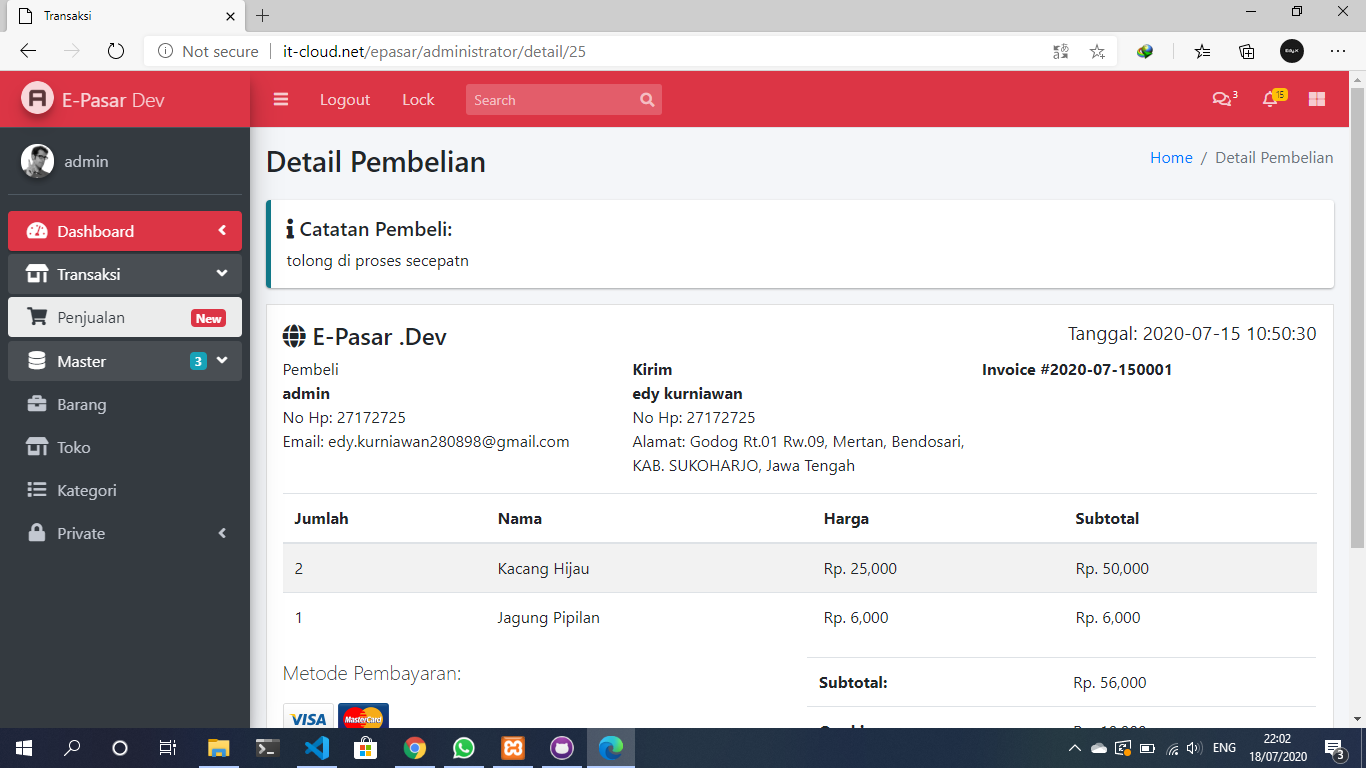 Transaksi
Not secure
it-cloud.net/epasar/administrator/detail/25
E-Pasar Dev
Logout
Lock
Search
3
15
admin
Detail Pembelian
Home / Detail Pembelian
Dashboard
Transaksi
Penjualan New
Master 3
Barang
Toko
Kategori
Private
Catatan Pembeli:
tolong di proses secepatn
E-Pasar .Dev
Tanggal: 2020-07-15 10:50:30
Pembeli
admin
No Hp: 27172725
Email: edy.kurniawan280898@gmail.com
Kirim
edy kurniawan
No Hp: 27172725
Alamat: Godog Rt.01 Rw.09, Mertan, Bendosari,
KAB. SUKOHARJO, Jawa Tengah
Invoice #2020-07-150001
Jumlah Nama Harga Subtotal
2 Kacang Hijau Rp. 25,000 Rp. 50,000
1 Jagung Pipilan Rp. 6,000 Rp. 6,000
Metode Pembayaran:
VISA
MasterCard
Subtotal: Rp. 56,000
ENG
22:02
18/07/2020
3